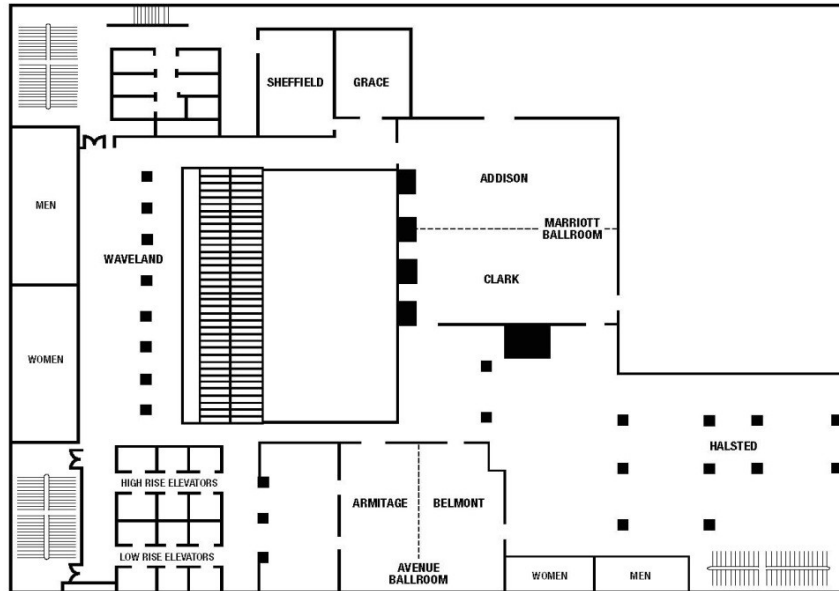 SHEFFIELD
GRACE
MEN
ADDISON
MARRIOTT
BALLROOM
WAVELAND
CLARK
WOMEN
HALSTED
HIGH RISE ELEVATORS
ARMITAGE
BELMONT
LOW RISE ELEVATORS
AVENUE
BALLROOM
WOMEN
MEN